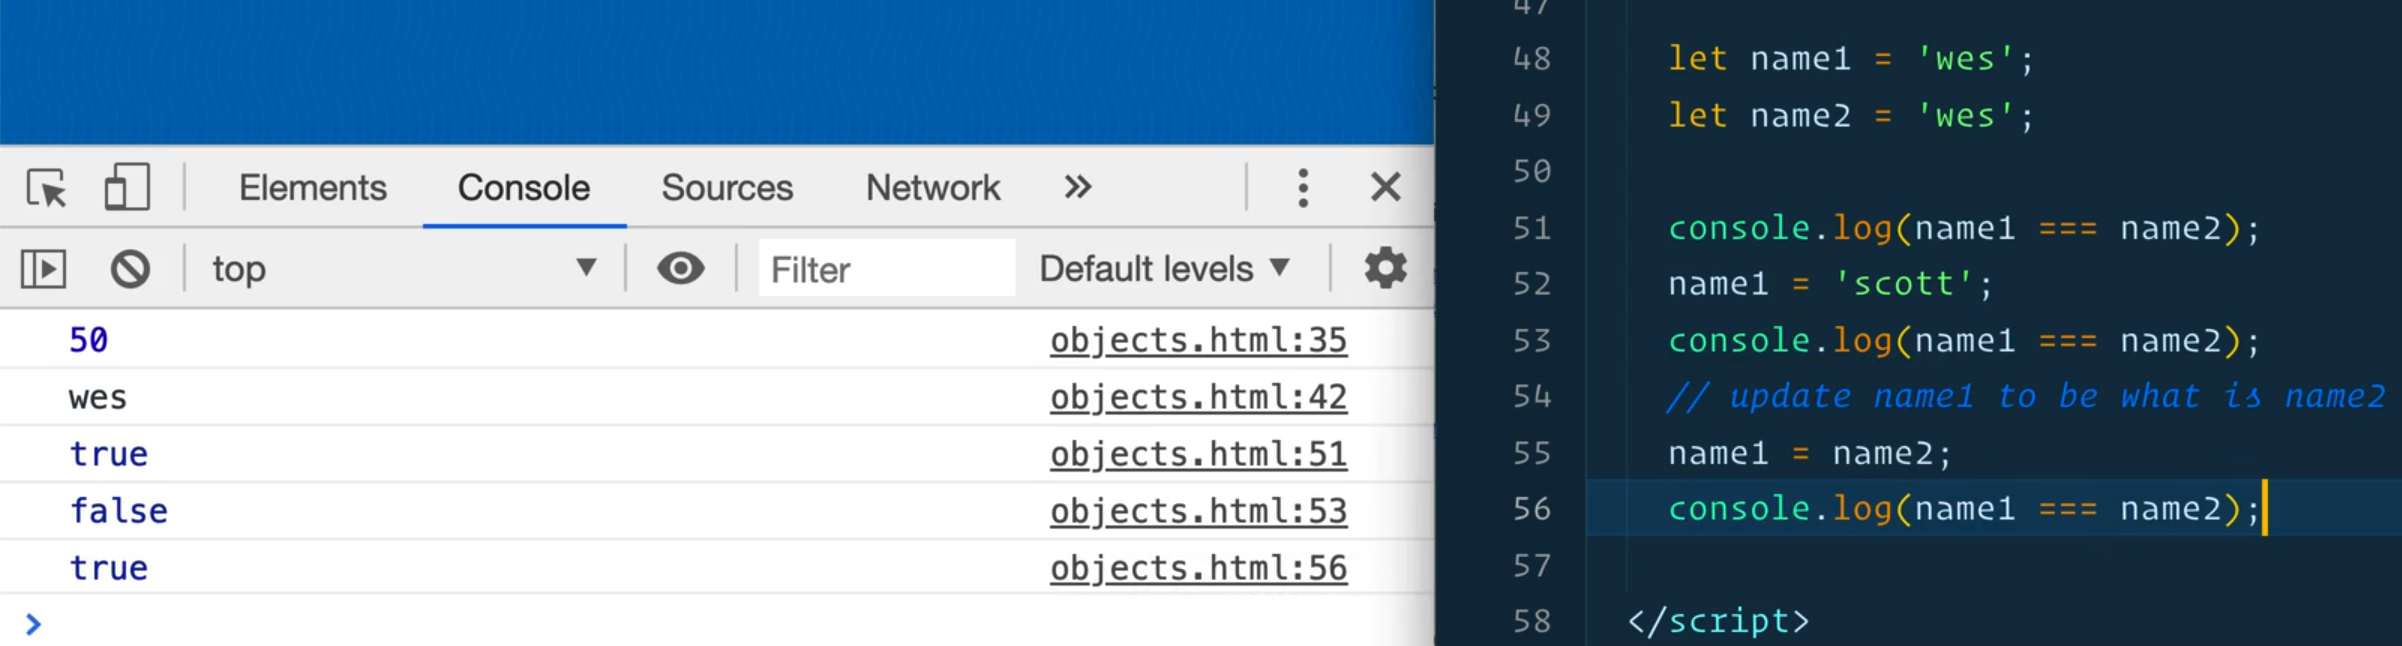 Elements Console Sources Network »
top Filter Default levels
50 objects.html:35
wes objects.html:42
true objects.html:51
false objects.html:53
true objects.html:56
>
47
48 let name1 = 'wes';
49 let name2 = 'wes';
50
51 console.log(name1 === name2);
52 name1 = 'scott';
53 console.log(name1 === name2);
54 // update name1 to be what is name2
55 name1 = name2;
56 console.log(name1 === name2);
57
58 </script>